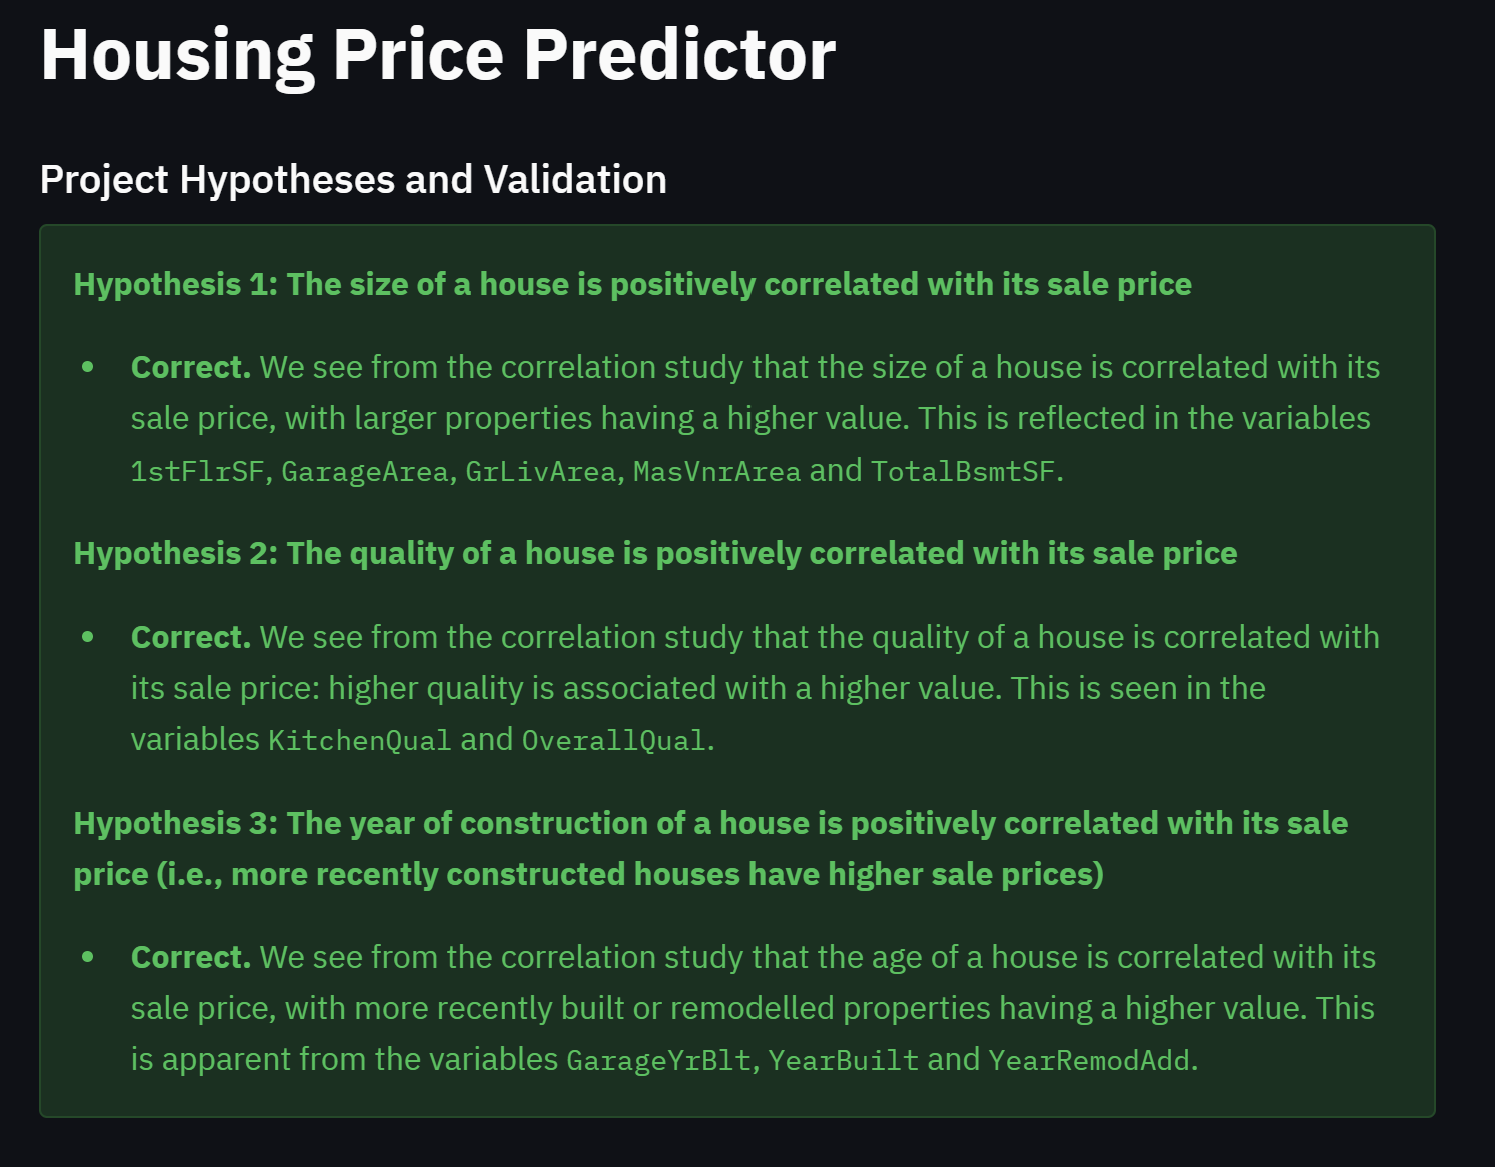 Housing Price Predictor
Project Hypotheses and Validation
Hypothesis 1: The size of a house is positively correlated with its sale price
• Correct. We see from the correlation study that the size of a house is correlated with its
sale price, with larger properties having a higher value. This is reflected in the variables
1stFlrSF, GarageArea, GrLivArea, MasVnrArea and TotalBsmtSF.
Hypothesis 2: The quality of a house is positively correlated with its sale price
• Correct. We see from the correlation study that the quality of a house is correlated with
its sale price: higher quality is associated with a higher value. This is seen in the
variables KitchenQual and OverallQual.
Hypothesis 3: The year of construction of a house is positively correlated with its sale
price (i.e., more recently constructed houses have higher sale prices)
• Correct. We see from the correlation study that the age of a house is correlated with its
sale price, with more recently built or remodelled properties having a higher value. This
is apparent from the variables GarageYrBlt, YearBuilt and YearRemodAdd.